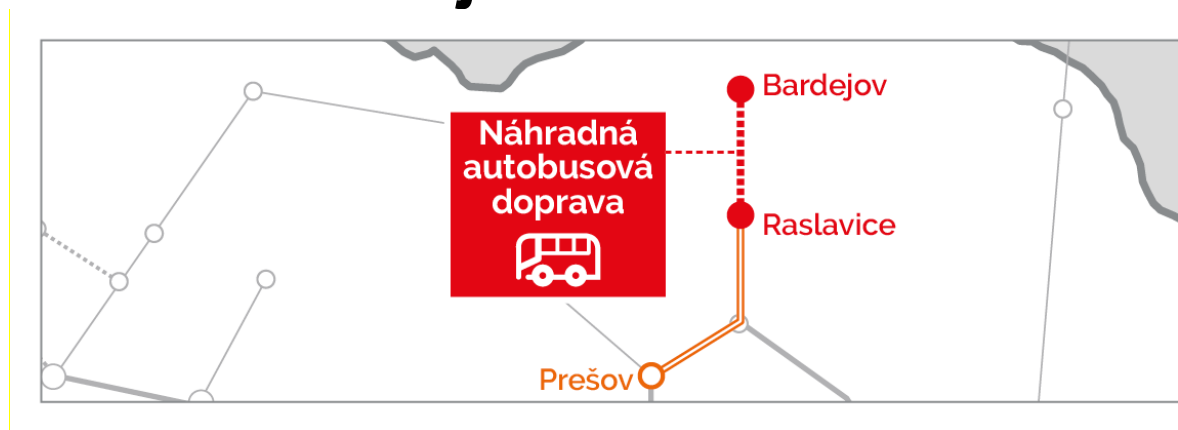 Bardejov
Náhradná
autobusová
doprava
Raslavice
Prešov